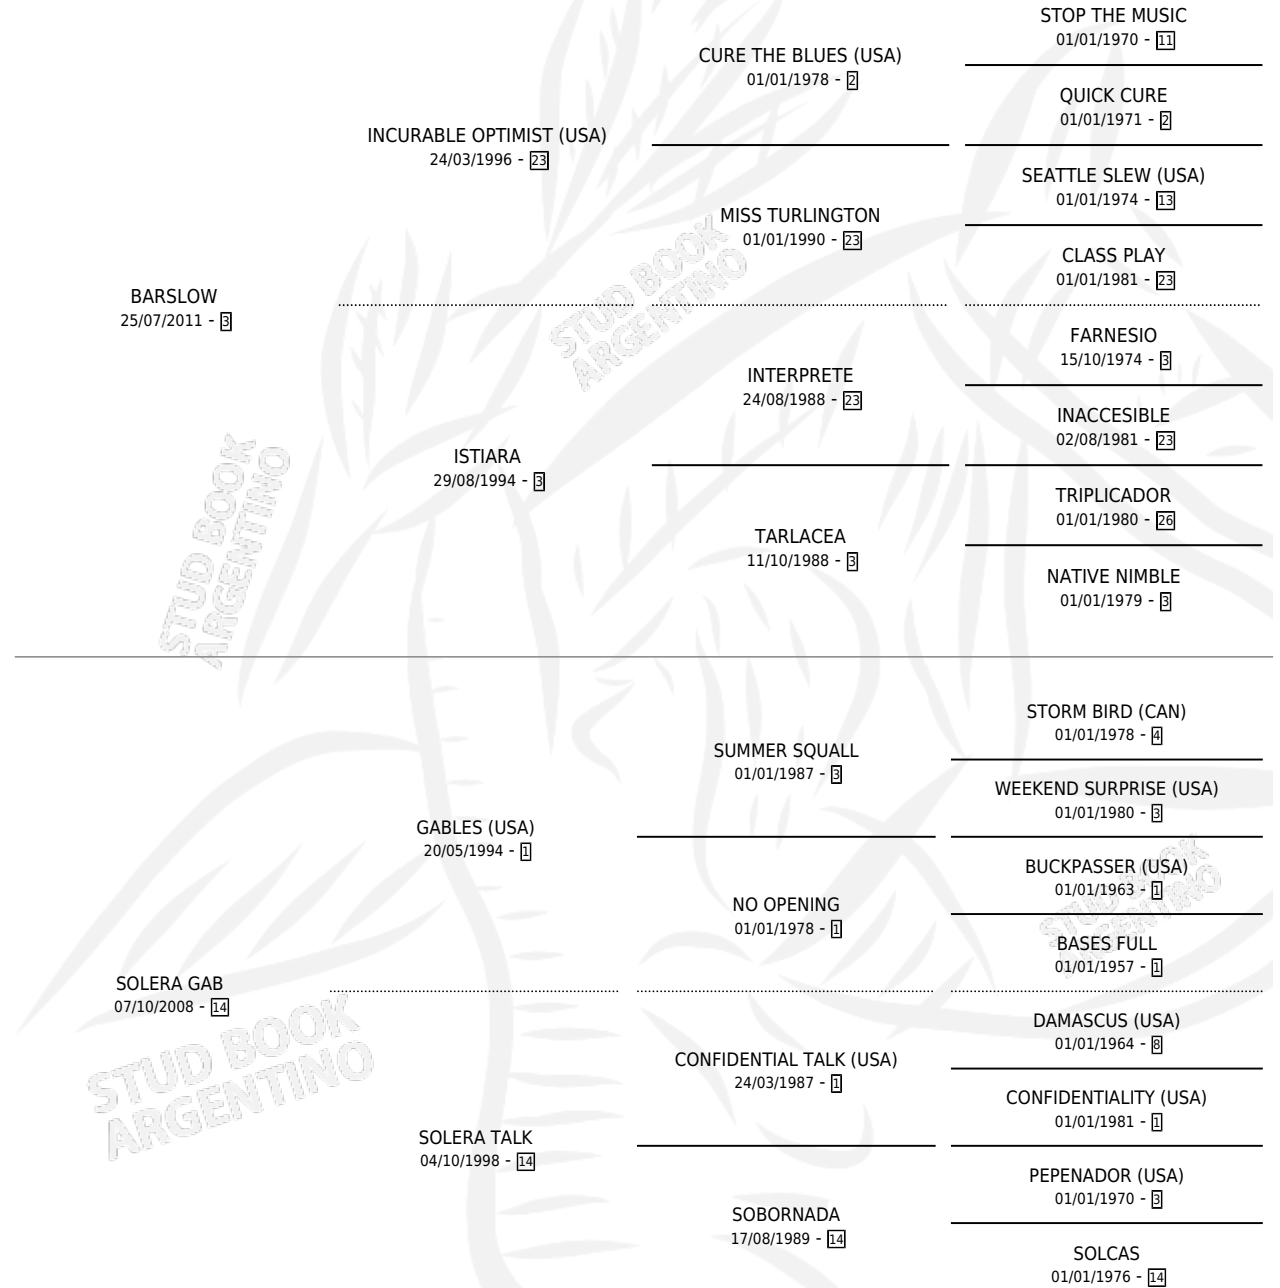 STOP THE MUSIC
01/01/1970 - 11
CURE THE BLUES (USA)
01/01/1978 - 2
QUICK CURE
01/01/1971 - 2
INCURABLE OPTIMIST (USA)
24/03/1996 - 23
SEATTLE SLEW (USA)
01/01/1974 - 13
MISS TURLINGTON
01/01/1990 - 23
CLASS PLAY
01/01/1981 - 23
BARSLOW
25/07/2011 - 3
FARNESIO
15/10/1974 - 3
INTERPRETE
24/08/1988 - 23
INACCESIBLE
02/08/1981 - 23
ISTIARA
29/08/1994 - 3
TRIPLICADOR
01/01/1980 - 26
TARLACEA
11/10/1988 - 3
NATIVE NIMBLE
01/01/1979 - 3
STORM BIRD (CAN)
01/01/1978 - 4
SUMMER SQUALL
01/01/1987 - 3
WEEKEND SURPRISE (USA)
01/01/1980 - 3
GABLES (USA)
20/05/1994 - 1
BUCKPASSER (USA)
01/01/1963 - 1
NO OPENING
01/01/1978 - 1
BASES FULL
01/01/1957 - 1
SOLERA GAB
07/10/2008 - 14
DAMASCUS (USA)
01/01/1964 - 8
CONFIDENTIAL TALK (USA)
24/03/1987 - 1
CONFIDENTIALITY (USA)
01/01/1981 - 1
SOLERA TALK
04/10/1998 - 14
PEPENADOR (USA)
01/01/1970 - 3
SOBORNADA
17/08/1989 - 14
SOLCAS
01/01/1976 - 14
STUD BOOK
ARGENTINO
STUD BOOK
ARGENTINO
STUD BOOK
ARGENTINO
STUD BOOK
ARGENTINO